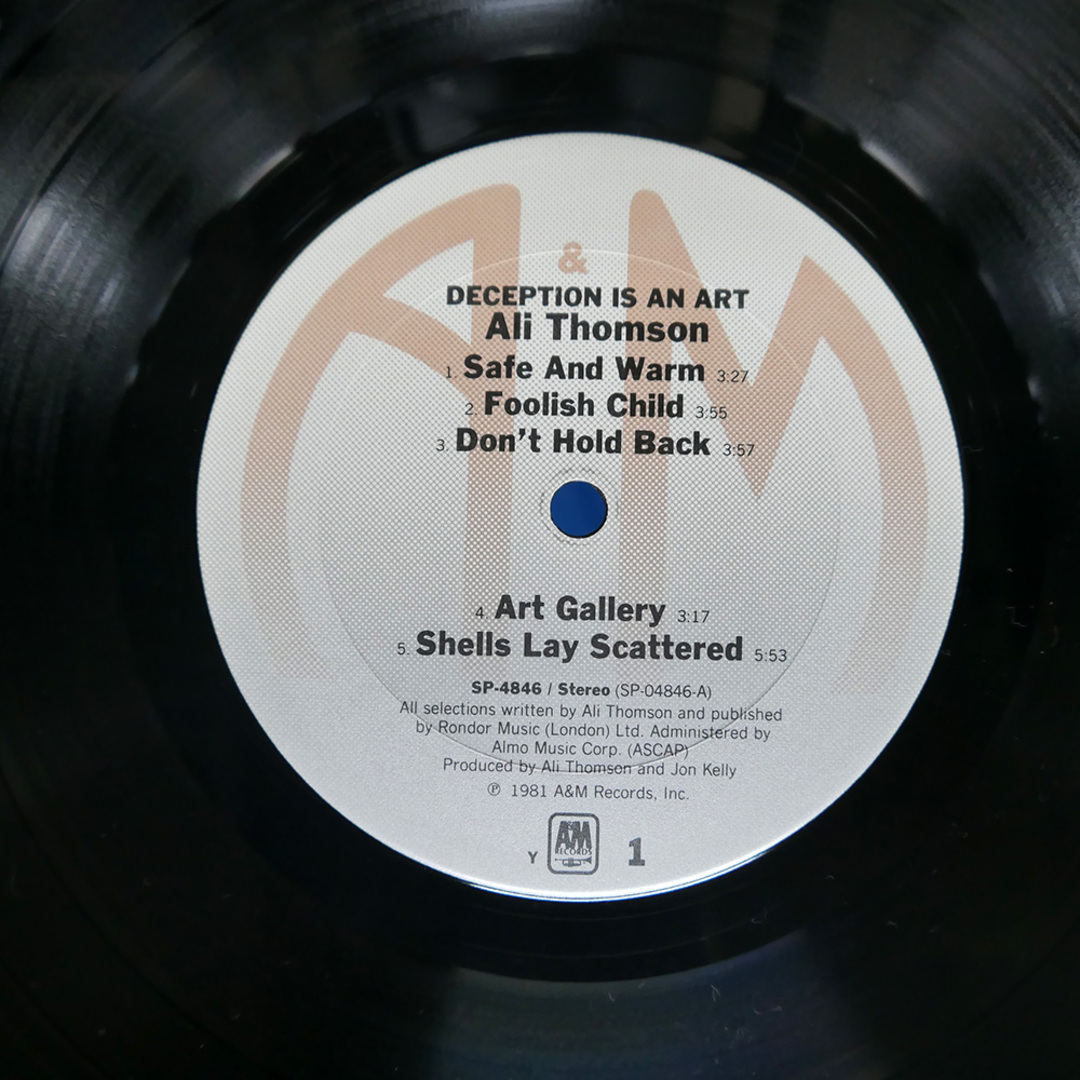 A & M
DECEPTION IS AN ART
Ali Thomson
1. Safe And Warm 3:27
2. Foolish Child 3:55
3. Don't Hold Back 3:57
4. Art Gallery 3:17
5. Shells Lay Scattered 5:53
SP-4846 / Stereo (SP-04846-A)
All selections written by Ali Thomson and published
by Rondor Music (London) Ltd. Administered by
Almo Music Corp. (ASCAP)
Produced by Ali Thomson and Jon Kelly
℗ 1981 A&M Records, Inc.
Y A&M RECORDS 1